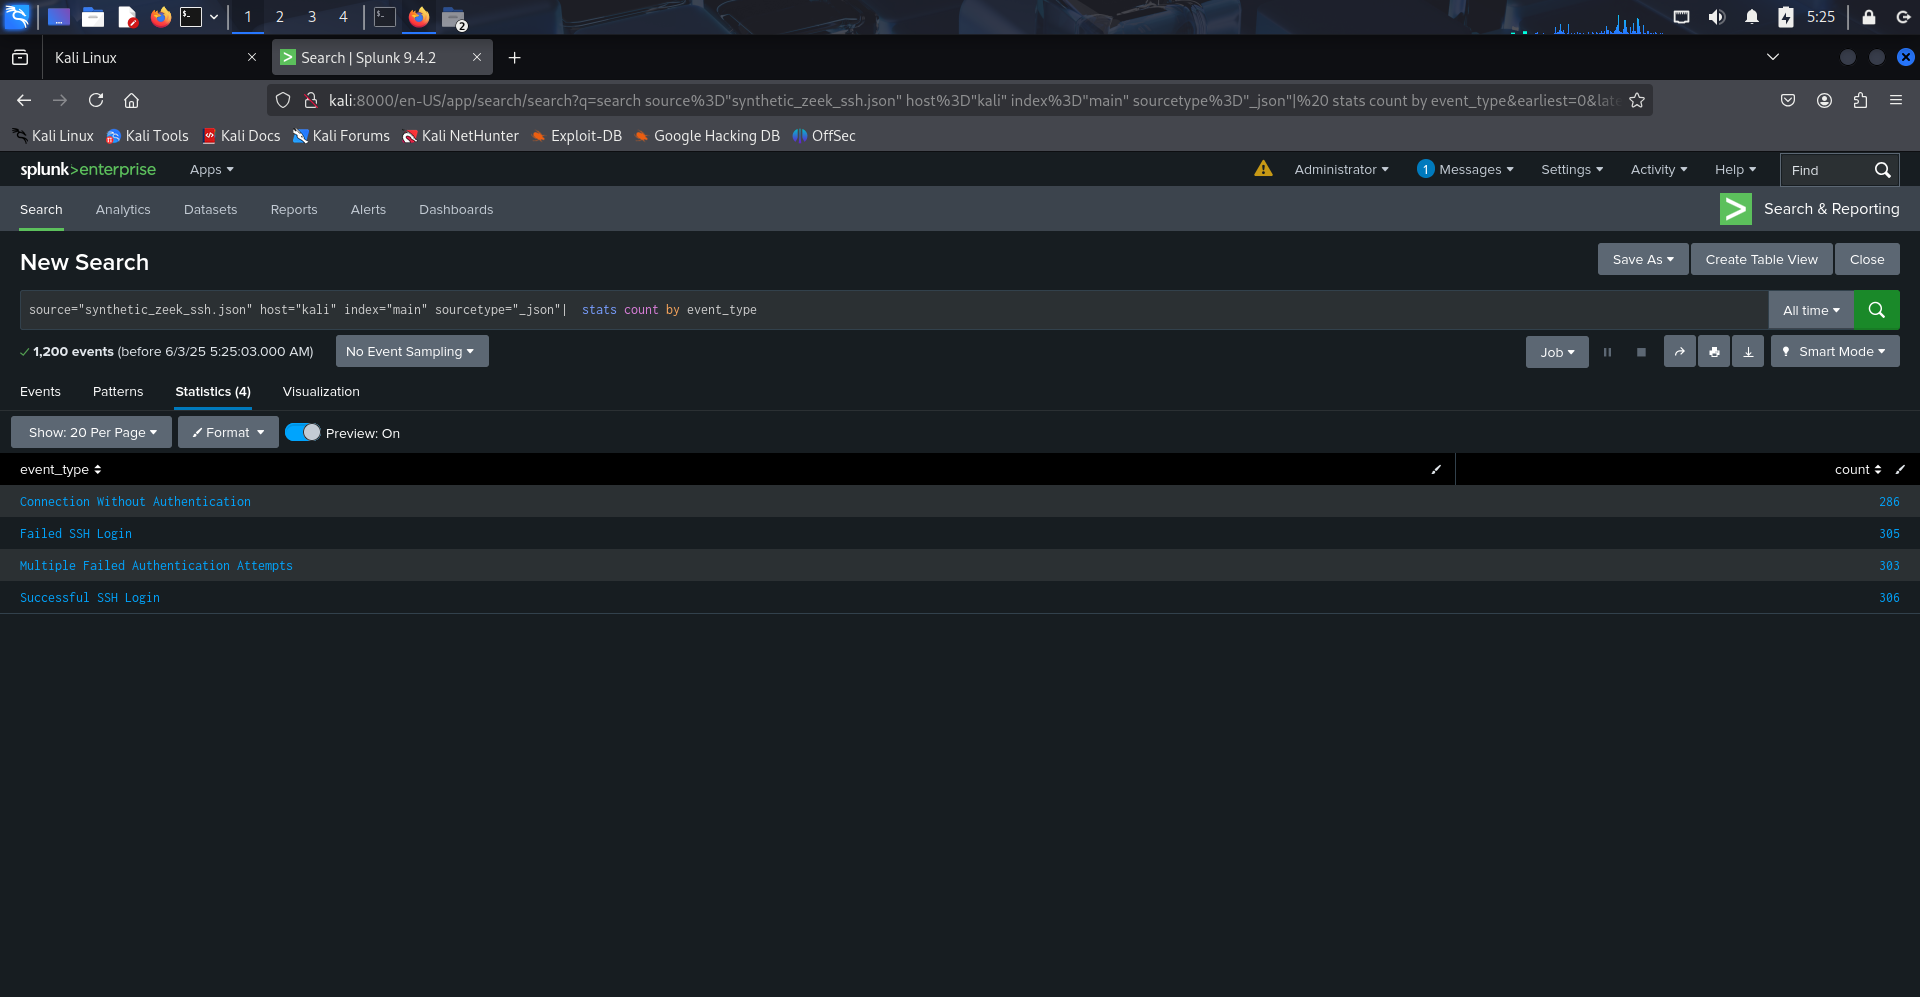 1 2 3 4 2 5:25
Kali Linux Search | Splunk 9.4.2
kali:8000/en-US/app/search/search?q=search source%3D"synthetic_zeek_ssh.json" host%3D"kali" index%3D"main" sourcetype%3D"_json"|%20 stats count by event_type&earliest=0&late
Kali Linux Kali Tools Kali Docs Kali Forums Kali NetHunter Exploit-DB Google Hacking DB OffSec
splunk>enterprise Apps Administrator 1 Messages Settings Activity Help Find
Search Analytics Datasets Reports Alerts Dashboards Search & Reporting
New Search Save As Create Table View Close
source="synthetic_zeek_ssh.json" host="kali" index="main" sourcetype="_json"| stats count by event_type All time
1,200 events (before 6/3/25 5:25:03.000 AM) No Event Sampling Job Smart Mode
Events Patterns Statistics (4) Visualization
Show: 20 Per Page Format Preview: On
event_type count
Connection Without Authentication 286
Failed SSH Login 305
Multiple Failed Authentication Attempts 303
Successful SSH Login 306